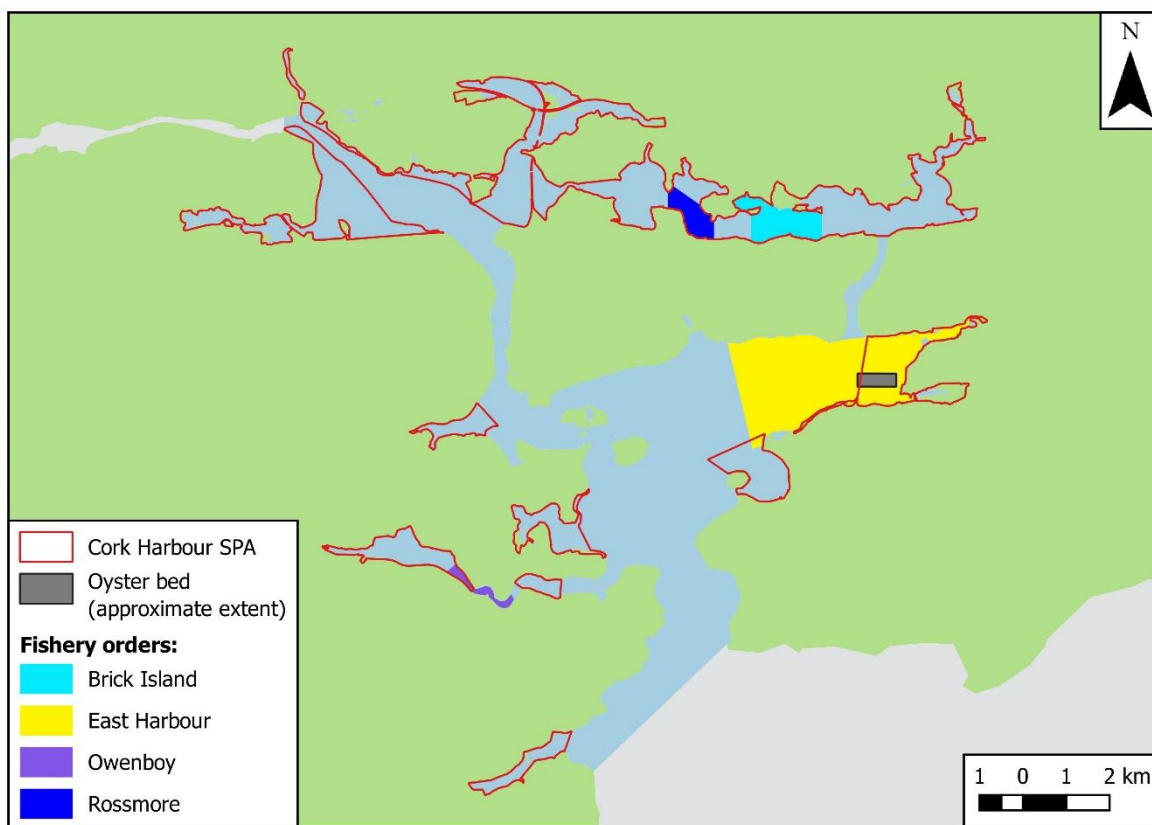 N
Cork Harbour SPA
Oyster bed
(approximate extent)
Fishery orders:
Brick Island
East Harbour
Owenboy
Rossmore
1 0 1 2 km